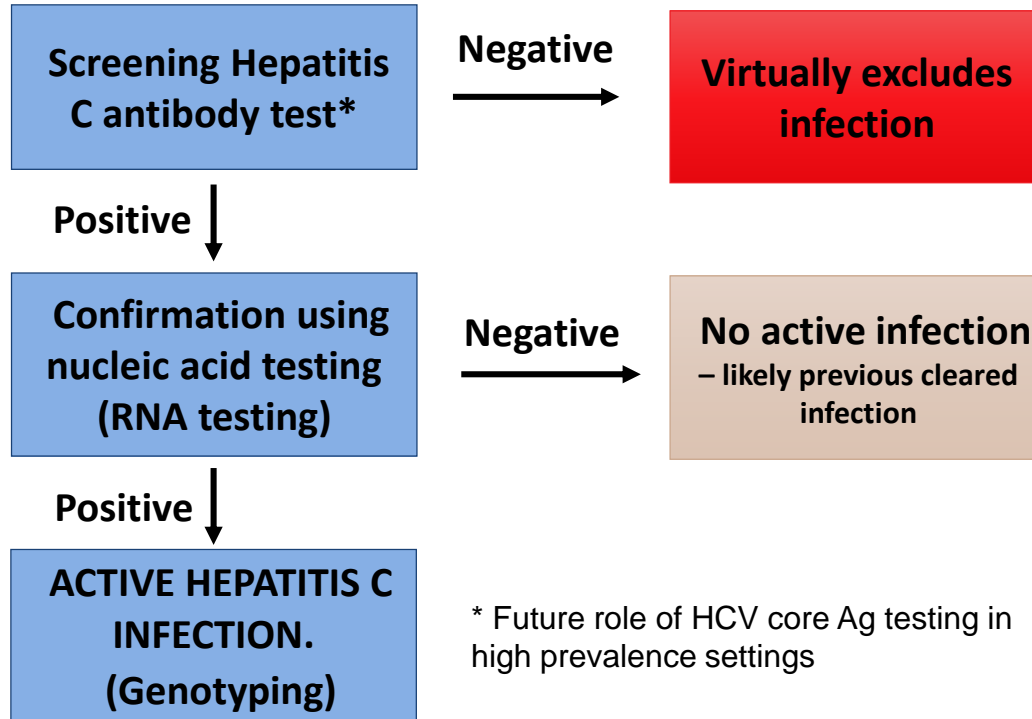 Screening Hepatitis
C antibody test*
Negative
Virtually excludes
infection
Positive
Confirmation using
nucleic acid testing
(RNA testing)
Negative
No active infection
– likely previous cleared
infection
Positive
ACTIVE HEPATITIS C
INFECTION.
(Genotyping)
* Future role of HCV core Ag testing in
high prevalence settings